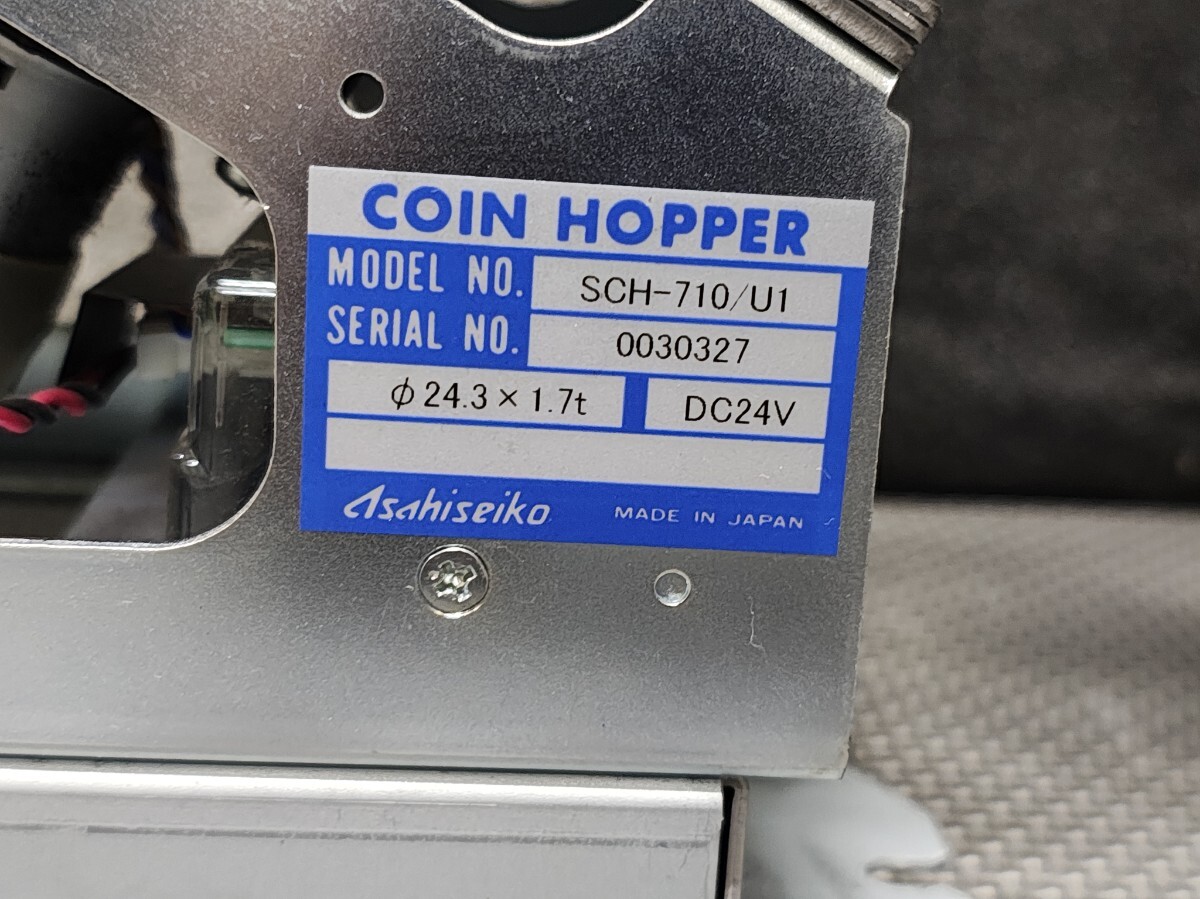 COIN HOPPER
MODEL NO. SCH-710/U1
SERIAL NO. 0030327
φ24.3×1.7t DC24V
Asahiseiko MADE IN JAPAN